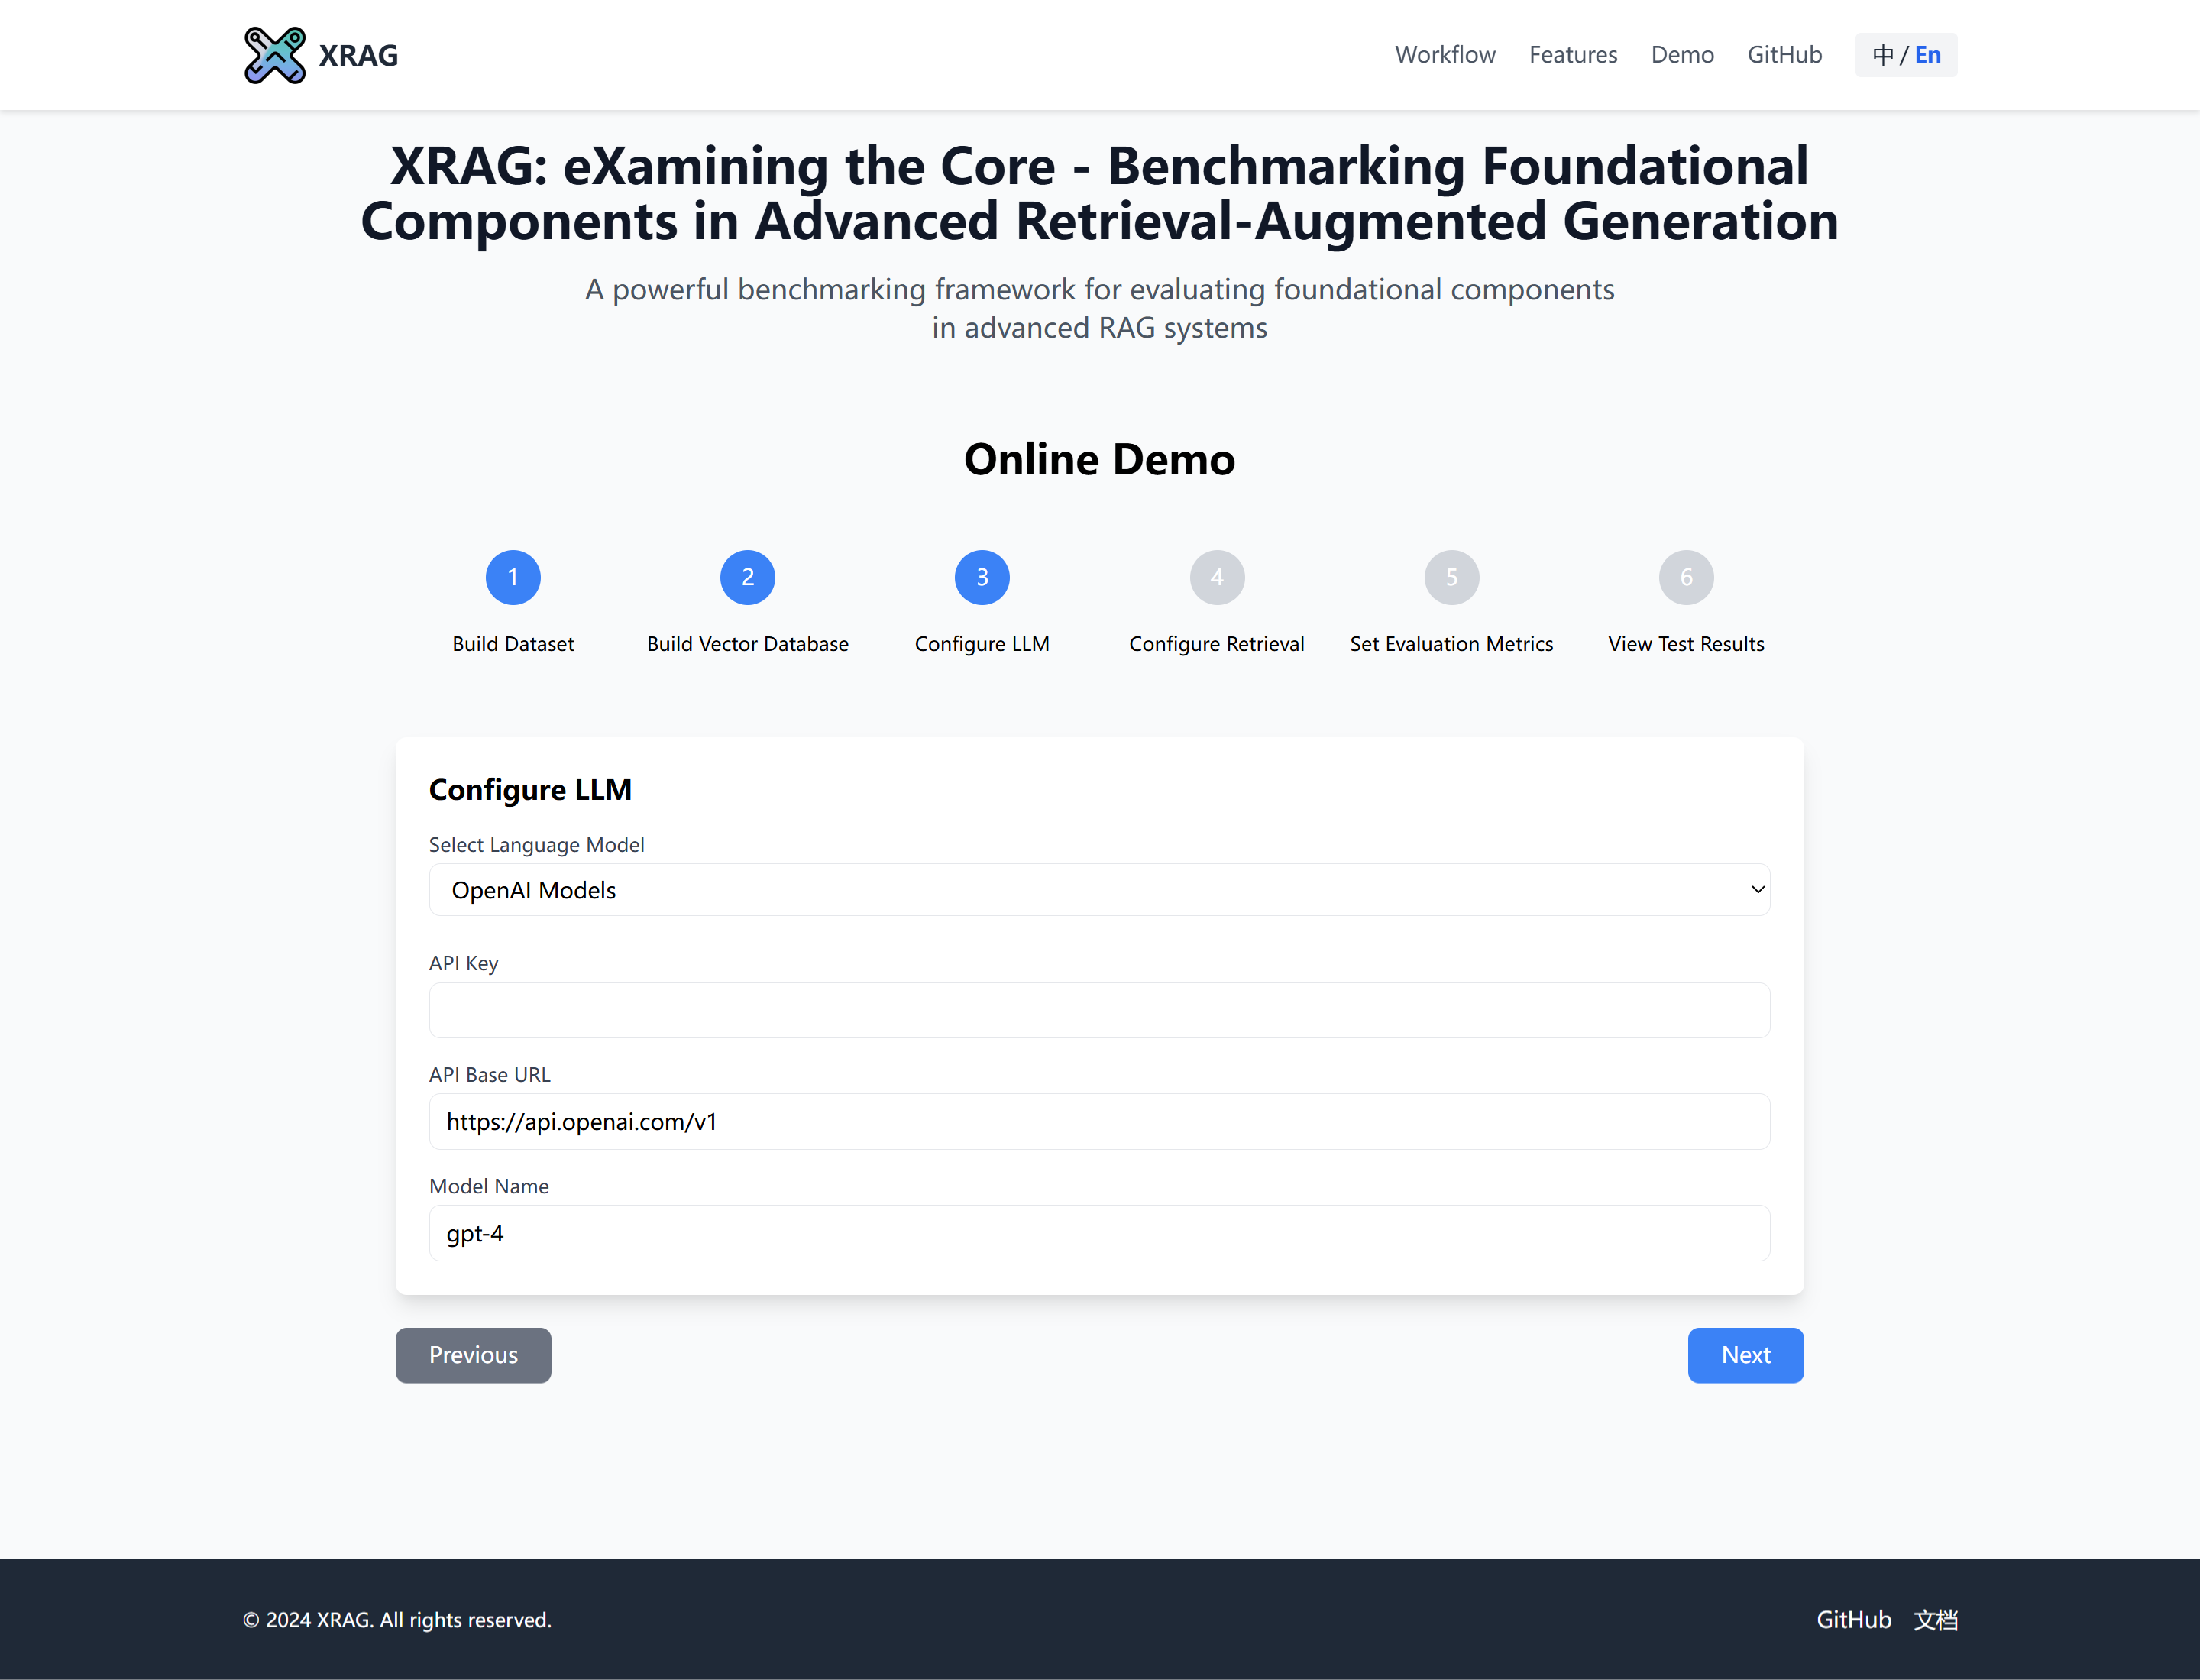 XRAG
Workflow Features Demo GitHub 中 / En
XRAG: eXamining the Core - Benchmarking Foundational
Components in Advanced Retrieval-Augmented Generation
A powerful benchmarking framework for evaluating foundational components
in advanced RAG systems
Online Demo
1 2 3 4 5 6
Build Dataset Build Vector Database Configure LLM Configure Retrieval Set Evaluation Metrics View Test Results
Configure LLM
Select Language Model
OpenAI Models
API Key
API Base URL
https://api.openai.com/v1
Model Name
gpt-4
Previous Next
© 2024 XRAG. All rights reserved. GitHub 文档